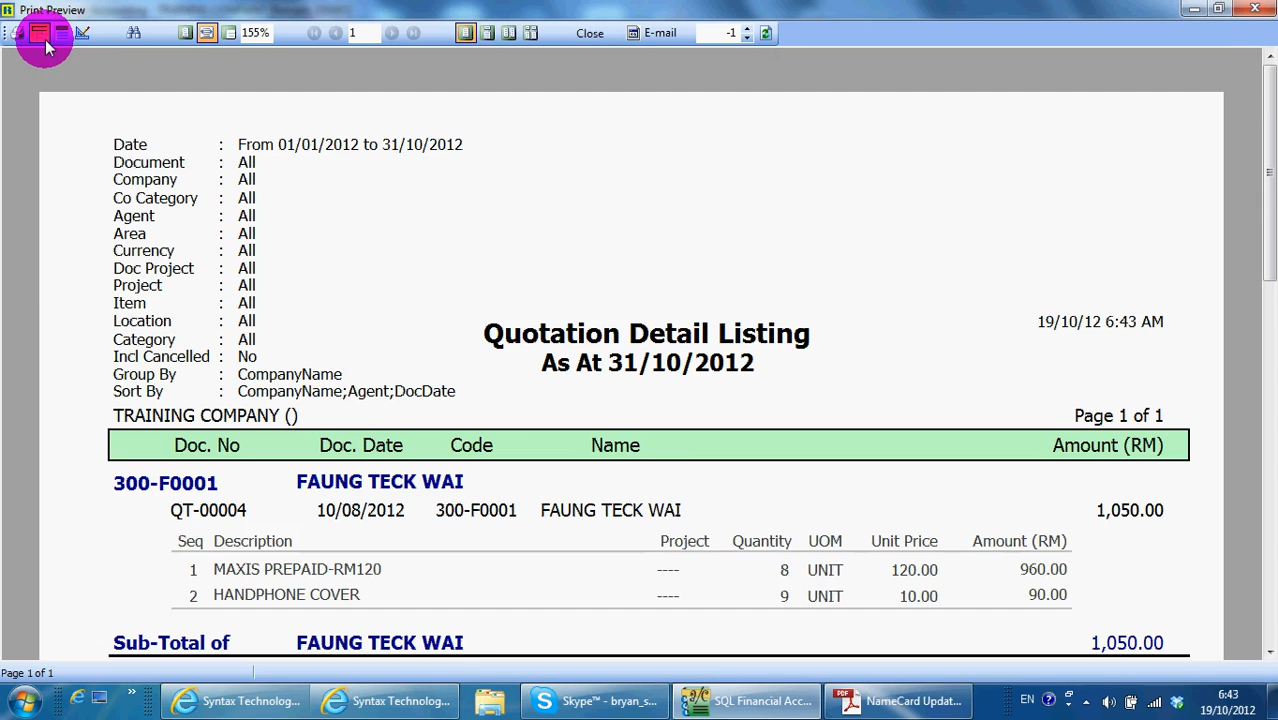 Print Preview
155% 1 Close E-mail -1
Date : From 01/01/2012 to 31/10/2012
Document : All
Company : All
Co Category : All
Agent : All
Area : All
Currency : All
Doc Project : All
Project : All
Item : All
Location : All
Category : All
Incl Cancelled : No
Group By : CompanyName
Sort By : CompanyName;Agent;DocDate
Quotation Detail Listing
As At 31/10/2012
19/10/12 6:43 AM
TRAINING COMPANY () Page 1 of 1
Doc. No Doc. Date Code Name Amount (RM)
300-F0001 FAUNG TECK WAI
QT-00004 10/08/2012 300-F0001 FAUNG TECK WAI 1,050.00
Seq Description Project Quantity UOM Unit Price Amount (RM)
1 MAXIS PREPAID-RM120 ---- 8 UNIT 120.00 960.00
2 HANDPHONE COVER ---- 9 UNIT 10.00 90.00
Sub-Total of FAUNG TECK WAI 1,050.00
Page 1 of 1
Syntax Technolog... Syntax Technolog... Skype™ - bryan_s... SQL Financial Acc... NameCard Updat... EN 6:43
19/10/2012